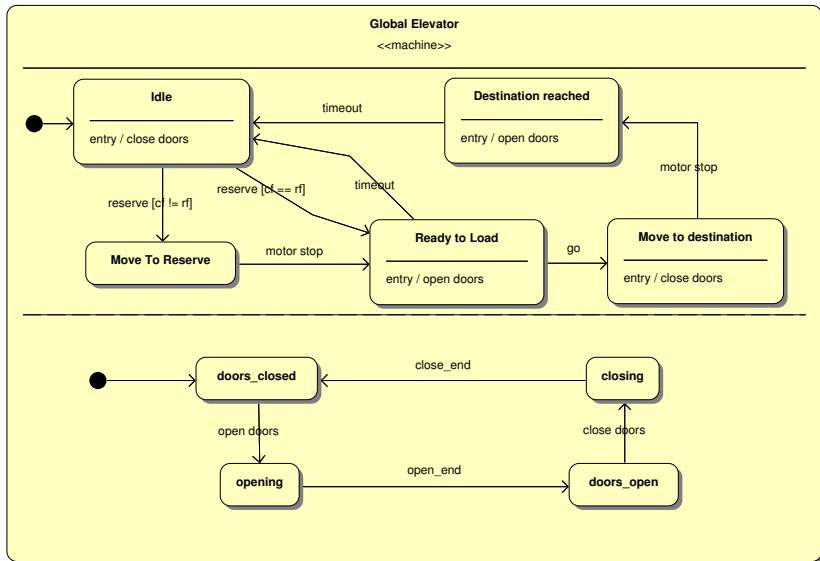 Global Elevator
<<machine>>
Idle
entry / close doors
timeout
Destination reached
entry / open doors
reserve [cf != rf]
reserve [cf == rf]
timeout
motor stop
Move To Reserve
motor stop
Ready to Load
entry / open doors
go
Move to destination
entry / close doors
doors_closed
close_end
closing
open doors
close doors
opening
open_end
doors_open